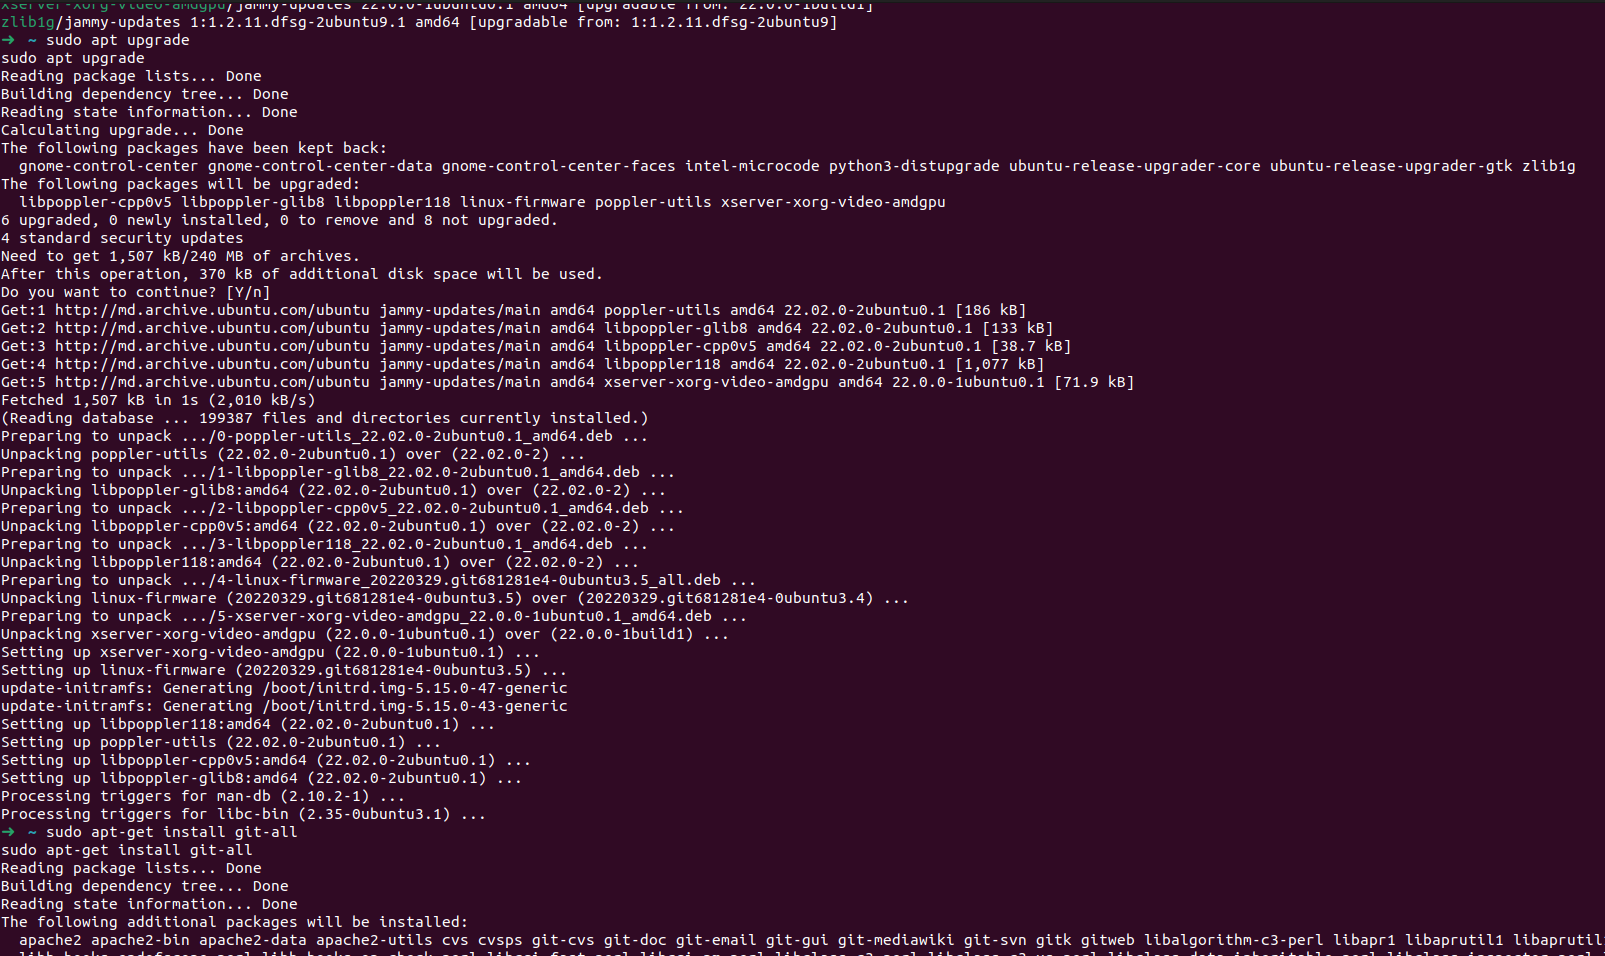 xserver-xorg-video-amdgpu/jammy-updates 22.0.0-1ubuntu0.1 amd64 [upgradable from: 22.0.0-1build1]
zlib1g/jammy-updates 1:1.2.11.dfsg-2ubuntu9.1 amd64 [upgradable from: 1:1.2.11.dfsg-2ubuntu9]
➜  ~ sudo apt upgrade
sudo apt upgrade
Reading package lists... Done
Building dependency tree... Done
Reading state information... Done
Calculating upgrade... Done
The following packages have been kept back:
  gnome-control-center gnome-control-center-data gnome-control-center-faces intel-microcode python3-distupgrade ubuntu-release-upgrader-core ubuntu-release-upgrader-gtk zlib1g
The following packages will be upgraded:
  libpoppler-cpp0v5 libpoppler-glib8 libpoppler118 linux-firmware poppler-utils xserver-xorg-video-amdgpu
6 upgraded, 0 newly installed, 0 to remove and 8 not upgraded.
4 standard security updates
Need to get 1,507 kB/240 MB of archives.
After this operation, 370 kB of additional disk space will be used.
Do you want to continue? [Y/n]
Get:1 http://md.archive.ubuntu.com/ubuntu jammy-updates/main amd64 poppler-utils amd64 22.02.0-2ubuntu0.1 [186 kB]
Get:2 http://md.archive.ubuntu.com/ubuntu jammy-updates/main amd64 libpoppler-glib8 amd64 22.02.0-2ubuntu0.1 [133 kB]
Get:3 http://md.archive.ubuntu.com/ubuntu jammy-updates/main amd64 libpoppler-cpp0v5 amd64 22.02.0-2ubuntu0.1 [38.7 kB]
Get:4 http://md.archive.ubuntu.com/ubuntu jammy-updates/main amd64 libpoppler118 amd64 22.02.0-2ubuntu0.1 [1,077 kB]
Get:5 http://md.archive.ubuntu.com/ubuntu jammy-updates/main amd64 xserver-xorg-video-amdgpu amd64 22.0.0-1ubuntu0.1 [71.9 kB]
Fetched 1,507 kB in 1s (2,010 kB/s)
(Reading database ... 199387 files and directories currently installed.)
Preparing to unpack .../0-poppler-utils_22.02.0-2ubuntu0.1_amd64.deb ...
Unpacking poppler-utils (22.02.0-2ubuntu0.1) over (22.02.0-2) ...
Preparing to unpack .../1-libpoppler-glib8_22.02.0-2ubuntu0.1_amd64.deb ...
Unpacking libpoppler-glib8:amd64 (22.02.0-2ubuntu0.1) over (22.02.0-2) ...
Preparing to unpack .../2-libpoppler-cpp0v5_22.02.0-2ubuntu0.1_amd64.deb ...
Unpacking libpoppler-cpp0v5:amd64 (22.02.0-2ubuntu0.1) over (22.02.0-2) ...
Preparing to unpack .../3-libpoppler118_22.02.0-2ubuntu0.1_amd64.deb ...
Unpacking libpoppler118:amd64 (22.02.0-2ubuntu0.1) over (22.02.0-2) ...
Preparing to unpack .../4-linux-firmware_20220329.git681281e4-0ubuntu3.5_all.deb ...
Unpacking linux-firmware (20220329.git681281e4-0ubuntu3.5) over (20220329.git681281e4-0ubuntu3.4) ...
Preparing to unpack .../5-xserver-xorg-video-amdgpu_22.0.0-1ubuntu0.1_amd64.deb ...
Unpacking xserver-xorg-video-amdgpu (22.0.0-1ubuntu0.1) over (22.0.0-1build1) ...
Setting up xserver-xorg-video-amdgpu (22.0.0-1ubuntu0.1) ...
Setting up linux-firmware (20220329.git681281e4-0ubuntu3.5) ...
update-initramfs: Generating /boot/initrd.img-5.15.0-47-generic
update-initramfs: Generating /boot/initrd.img-5.15.0-43-generic
Setting up libpoppler118:amd64 (22.02.0-2ubuntu0.1) ...
Setting up poppler-utils (22.02.0-2ubuntu0.1) ...
Setting up libpoppler-cpp0v5:amd64 (22.02.0-2ubuntu0.1) ...
Setting up libpoppler-glib8:amd64 (22.02.0-2ubuntu0.1) ...
Processing triggers for man-db (2.10.2-1) ...
Processing triggers for libc-bin (2.35-0ubuntu3.1) ...
➜  ~ sudo apt-get install git-all
sudo apt-get install git-all
Reading package lists... Done
Building dependency tree... Done
Reading state information... Done
The following additional packages will be installed:
  apache2 apache2-bin apache2-data apache2-utils cvs cvsps git-cvs git-doc git-email git-gui git-mediawiki git-svn gitk gitweb libalgorithm-c3-perl libapr1 libaprutil1 libaprutil